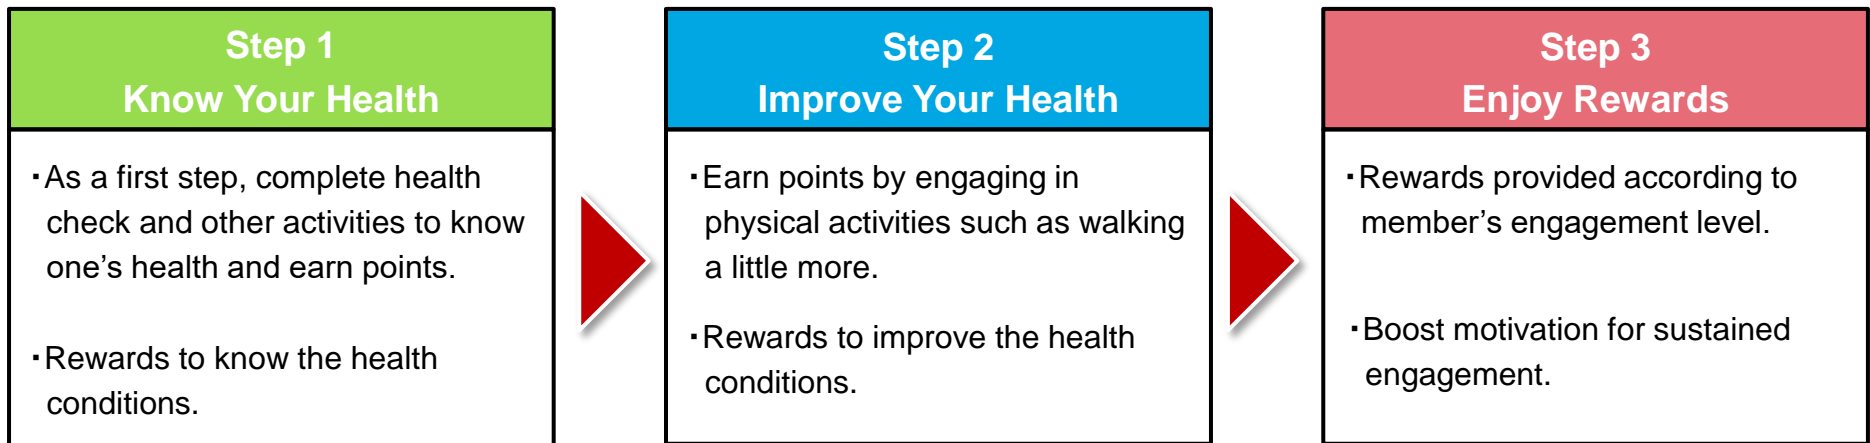 Step 1
Know Your Health
・As a first step, complete health
check and other activities to know
one's health and earn points.
・Rewards to know the health
conditions.
Step 2
Improve Your Health
・Earn points by engaging in
physical activities such as walking
a little more.
・Rewards to improve the health
conditions.
Step 3
Enjoy Rewards
・Rewards provided according to
member's engagement level.
・Boost motivation for sustained
engagement.